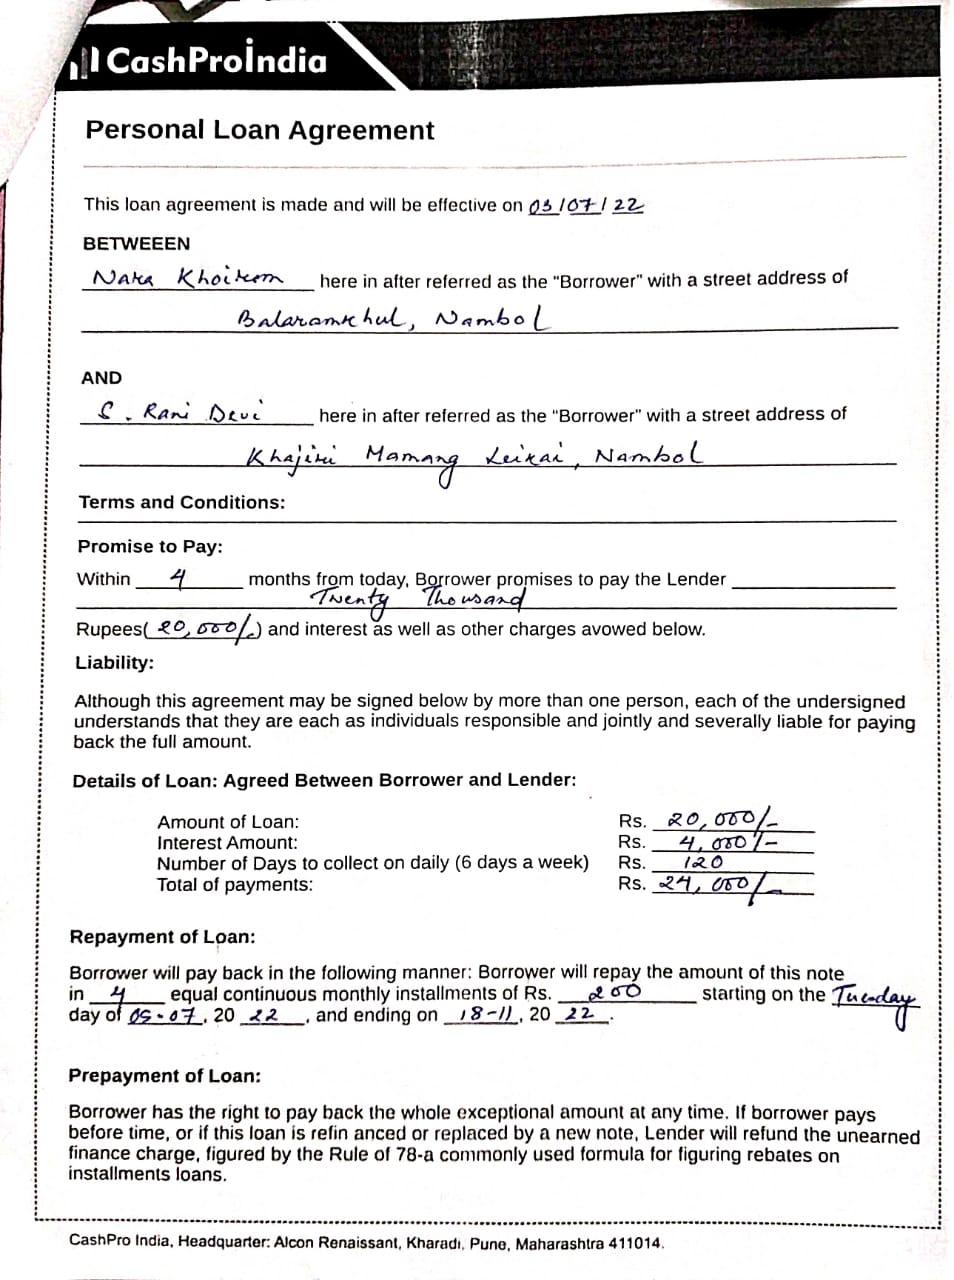 CashProIndia
Personal Loan Agreement
This loan agreement is made and will be effective on 03/07/22
BETWEEEN
Nara Khoirom here in after referred as the "Borrower" with a street address of
Balaramkhul, Nambol
AND
S. Rani Devi here in after referred as the "Borrower" with a street address of
Khajiri Mamang Leikai, Nambol
Terms and Conditions:
Promise to Pay:
Within 4 months from today, Borrower promises to pay the Lender
Twenty Thousand
Rupees( 20,000/-) and interest as well as other charges avowed below.
Liability:
Although this agreement may be signed below by more than one person, each of the undersigned
understands that they are each as individuals responsible and jointly and severally liable for paying
back the full amount.
Details of Loan: Agreed Between Borrower and Lender:
Amount of Loan: Rs. 20,000/-
Interest Amount: Rs. 4,000/-
Number of Days to collect on daily (6 days a week) Rs. 120
Total of payments: Rs. 24,000/-
Repayment of Loan:
Borrower will pay back in the following manner: Borrower will repay the amount of this note
in 4 equal continuous monthly installments of Rs. 200 starting on the Tuesday
day of 05-07, 20 22, and ending on 18-11, 20 22.
Prepayment of Loan:
Borrower has the right to pay back the whole exceptional amount at any time. If borrower pays
before time, or if this loan is refin anced or replaced by a new note, Lender will refund the unearned
finance charge, figured by the Rule of 78-a commonly used formula for figuring rebates on
installments loans.
CashPro India, Headquarter: Alcon Renaissant, Kharadi, Pune, Maharashtra 411014.